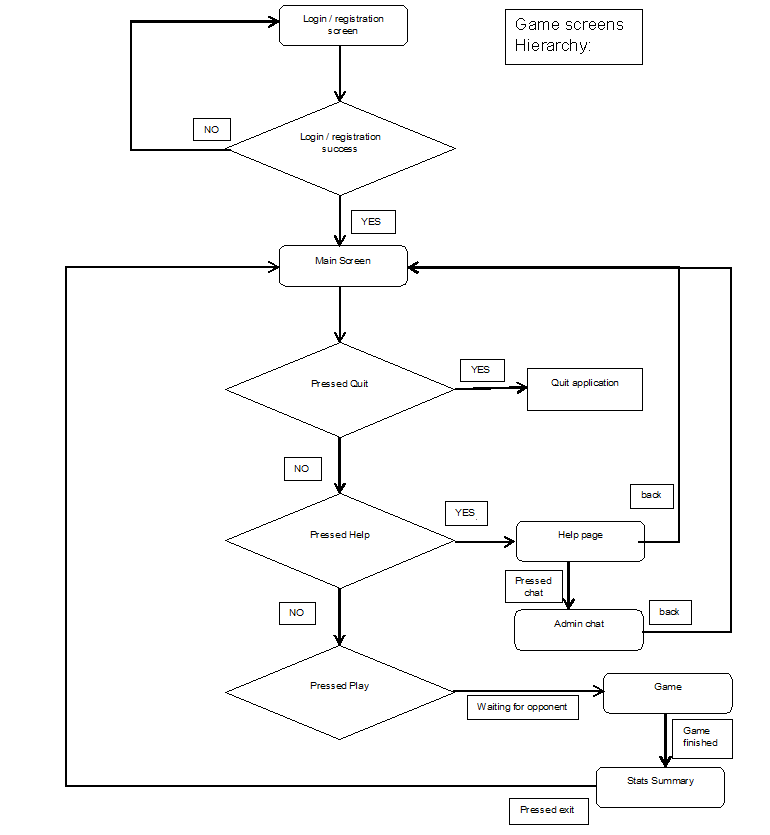 Game screens
Hierarchy:
Login / registration
screen
NO
Login / registration
success
YES
Main Screen
Pressed Quit
YES
Quit application
NO
Pressed Help
YES.
back
Help page
Pressed
chat
Admin chat
back
NO
Pressed Play
Waiting for opponent
Game
Game
finished
Stats Summary
Pressed exit